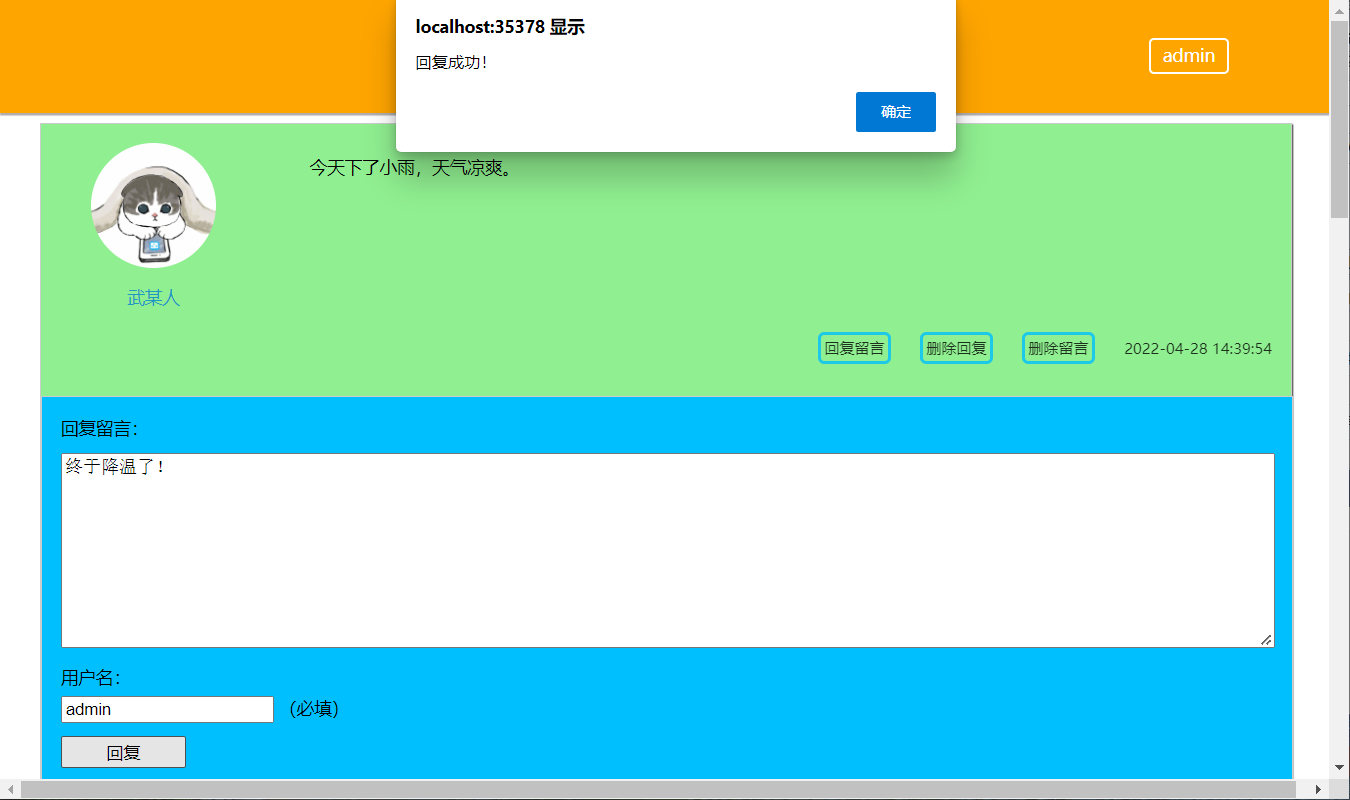 localhost:35378 显示
回复成功！
确定
admin
今天下了小雨，天气凉爽。
武某人
回复留言 删除回复 删除留言 2022-04-28 14:39:54
回复留言：
终于降温了！
用户名：
admin （必填）
回复